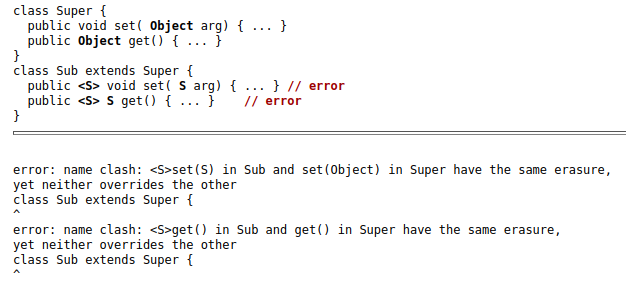 class Super {
  public void set( Object arg) { ... }
  public Object get() { ... }
}
class Sub extends Super {
  public <S> void set( S arg) { ... } // error
  public <S> S get() { ... }    // error
}
error: name clash: <S>set(S) in Sub and set(Object) in Super have the same erasure,
yet neither overrides the other
class Sub extends Super {
^
error: name clash: <S>get() in Sub and get() in Super have the same erasure,
yet neither overrides the other
class Sub extends Super {
^